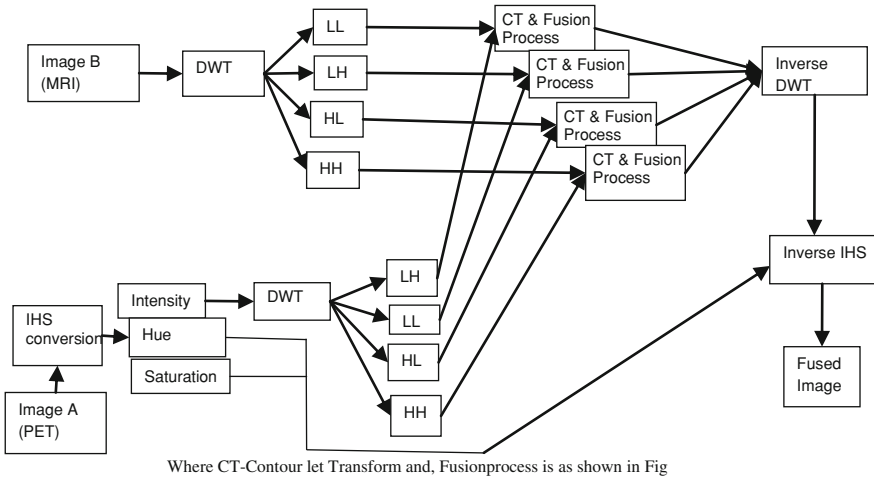 Image B
(MRI)
DWT
LL
LH
HL
HH
CT & Fusion
Process
CT & Fusion
Process
CT & Fusion
Process
CT & Fusion
Process
Inverse
DWT
Inverse IHS
Fused
Image
Image A
(PET)
IHS
conversion
Intensity
Hue
Saturation
DWT
LH
LL
HL
HH
Where CT-Contour let Transform and, Fusionprocess is as shown in Fig